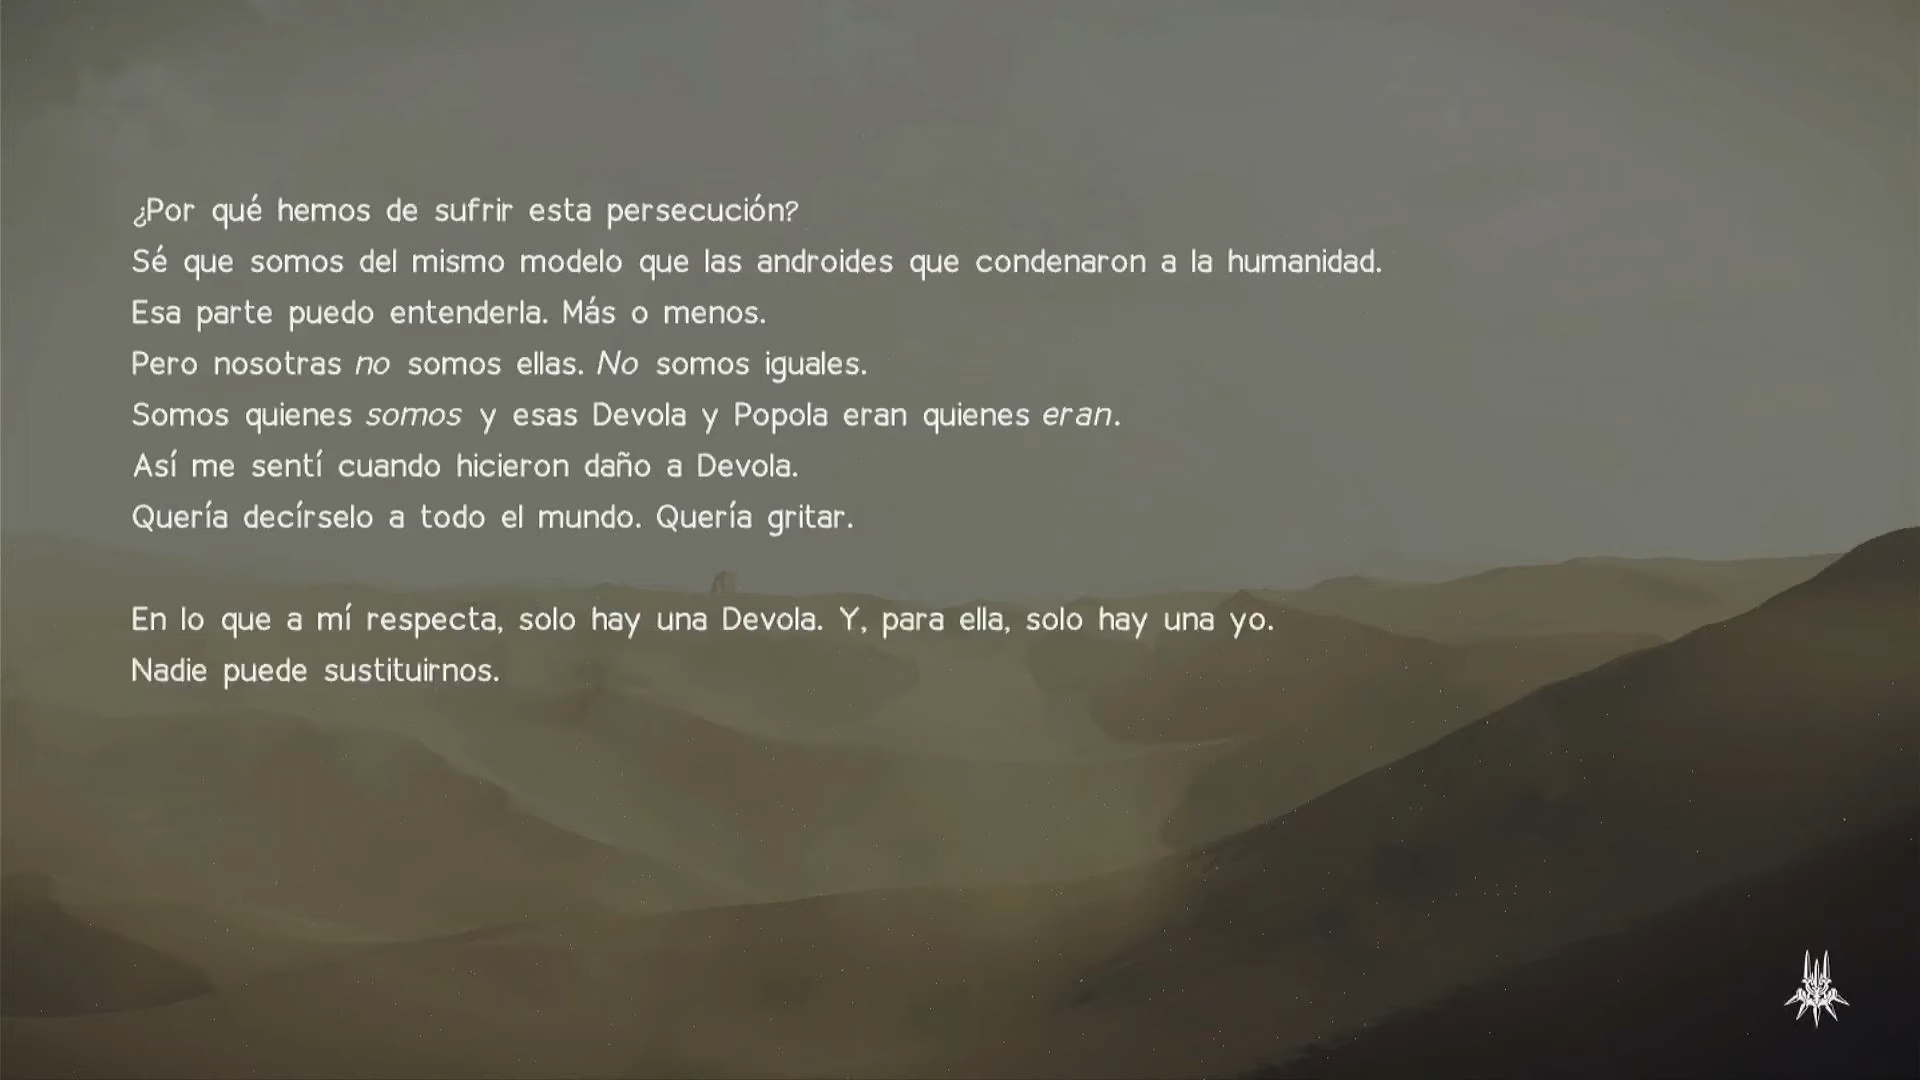 ¿Por qué hemos de sufrir esta persecución?
Sé que somos del mismo modelo que las androides que condenaron a la humanidad.
Esa parte puedo entenderla. Más o menos.
Pero nosotras no somos ellas. No somos iguales.
Somos quienes somos y esas Devola y Popola eran quienes eran.
Así me sentí cuando hicieron daño a Devola.
Quería decírselo a todo el mundo. Quería gritar.
En lo que a mí respecta, solo hay una Devola. Y, para ella, solo hay una yo.
Nadie puede sustituirnos.